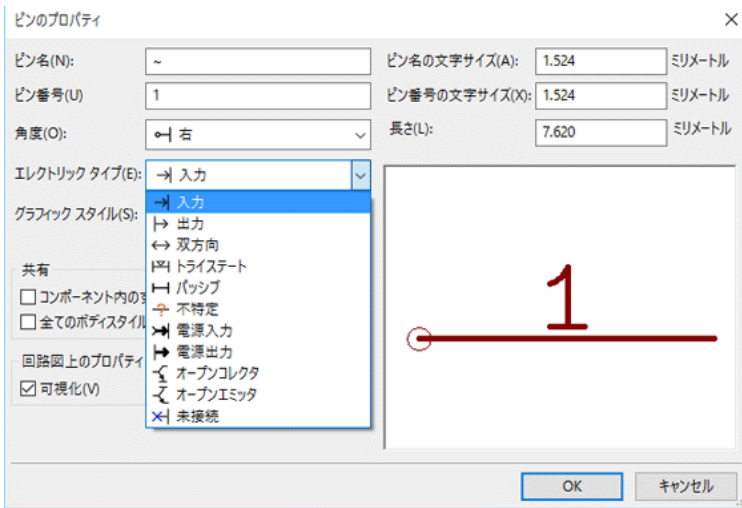 ピンのプロパティ
ピン名(N):
~
ピン名の文字サイズ(A):
1.524
ミリメートル
ピン番号(U)
1
ピン番号の文字サイズ(X):
1.524
ミリメートル
角度(O):
右
長さ(L):
7.620
ミリメートル
エレクトリック タイプ(E):
入力
入力
出力
双方向
トライステート
パッシブ
不特定
電源入力
電源出力
オープンコレクタ
オープンエミッタ
未接続
グラフィック スタイル(S):
共有
コンポーネント内のす
全てのボディスタイル
回路図上のプロパティ
可視化(V)
1
OK
キャンセル